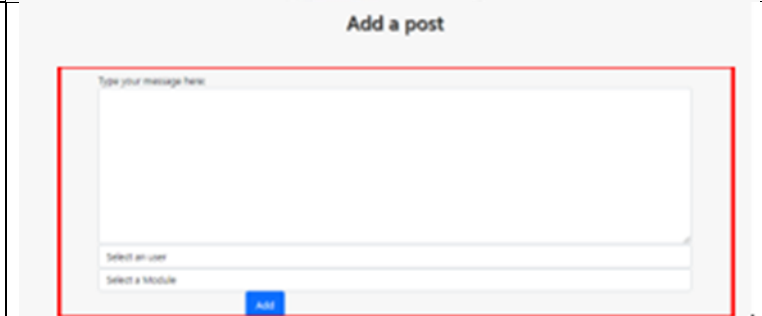 Add a post
Type your message here:
Select an user
Select a Module
Add